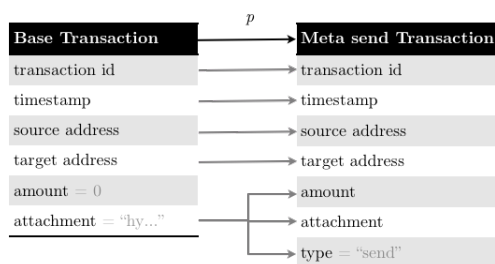 p
Base Transaction
Meta send Transaction
transaction id
transaction id
timestamp
timestamp
source address
source address
target address
target address
amount = 0
amount
attachment = “hy...”
attachment
type = “send”